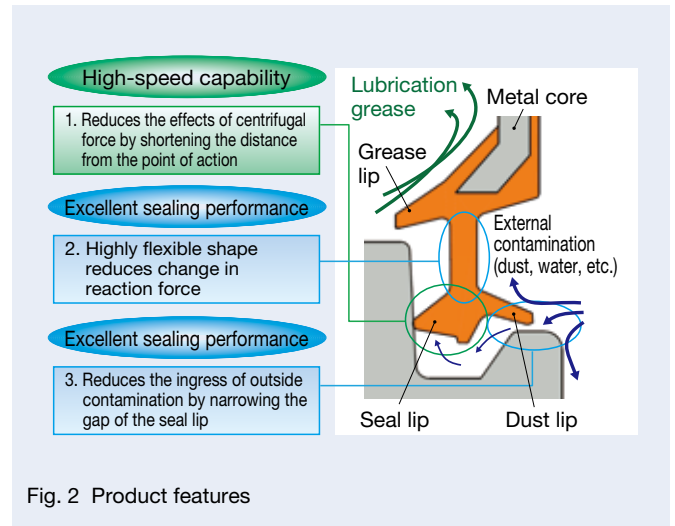 High-speed capability
1. Reduces the effects of centrifugal
force by shortening the distance
from the point of action
Excellent sealing performance
2. Highly flexible shape
reduces change in
reaction force
Excellent sealing performance
3. Reduces the ingress of outside
contamination by narrowing the
gap of the seal lip
Lubrication
grease
Metal core
Grease
lip
External
contamination
(dust, water, etc.)
Seal lip
Dust lip
Fig. 2 Product features